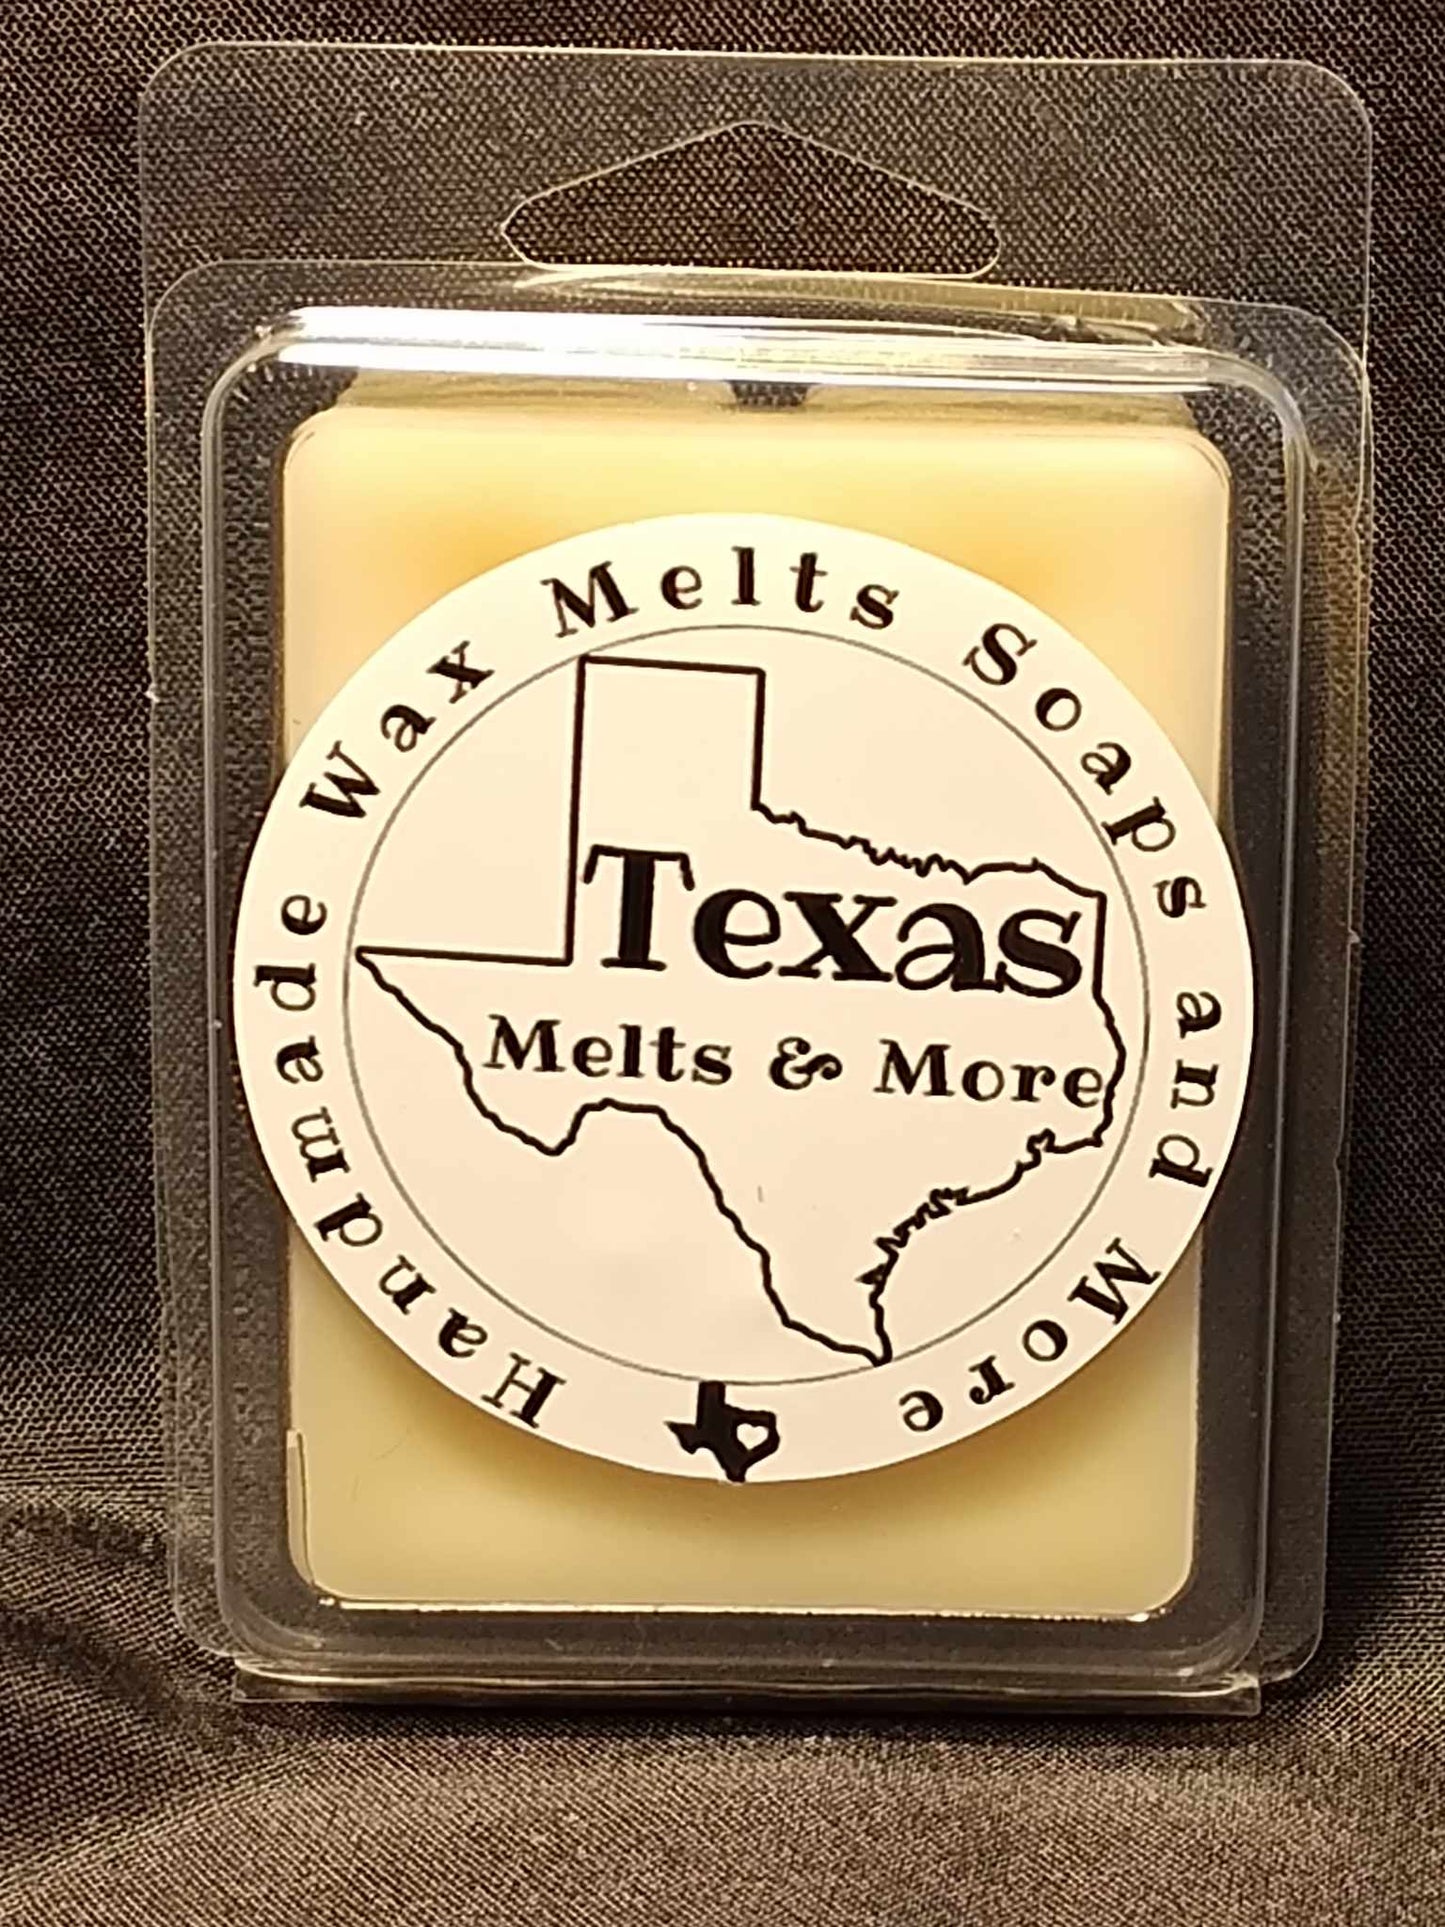 Handmade Wax Melts Soaps and More
Texas
Melts & More